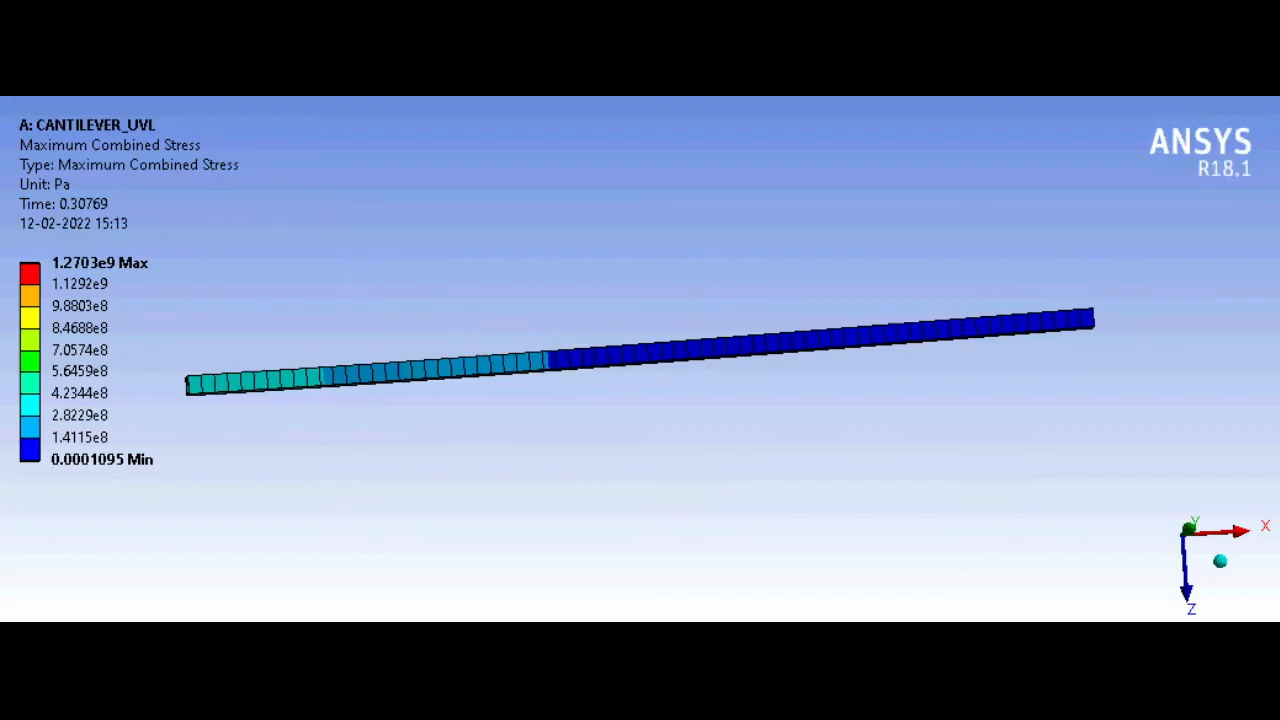 A: CANTILEVER_UVL
Maximum Combined Stress
Type: Maximum Combined Stress
Unit: Pa
Time: 0.30769
12-02-2022 15:13
1.2703e9 Max
1.1292e9
9.8803e8
8.4688e8
7.0574e8
5.6459e8
4.2344e8
2.8229e8
1.4115e8
0.0001095 Min
ANSYS
R18.1
Y
X
Z